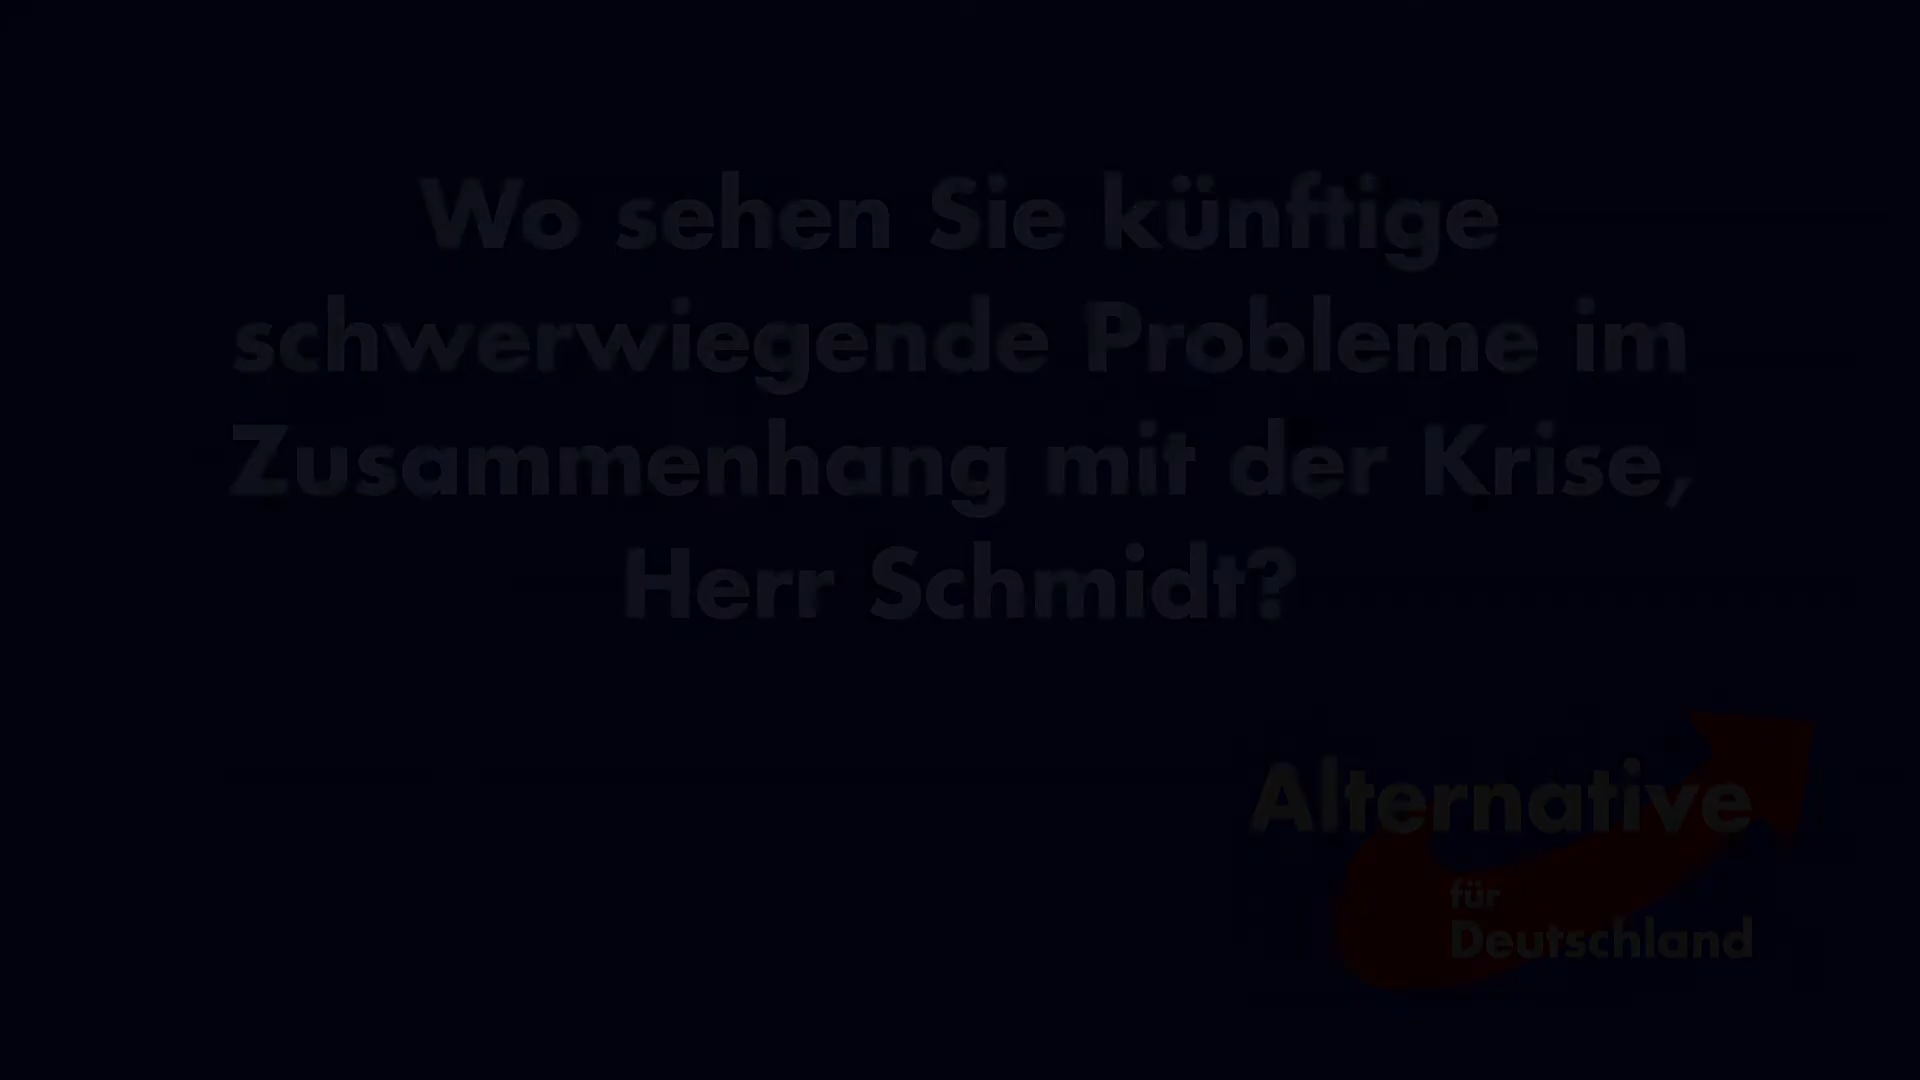 Wo sehen Sie künftige
schwerwiegende Probleme im
Zusammenhang mit der Krise,
Herr Schmidt?
Alternative
für
Deutschland